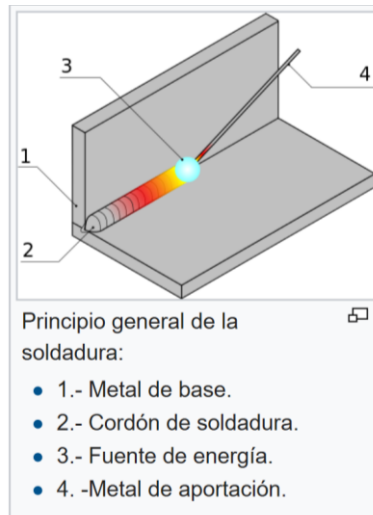 3
4
1
2
Principio general de la
soldadura:
1.- Metal de base.
2.- Cordón de soldadura.
3.- Fuente de energía.
4. -Metal de aportación.